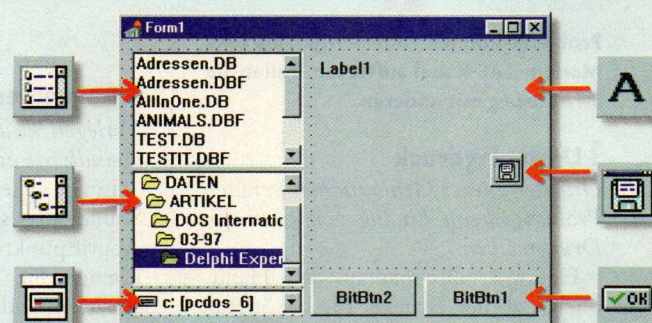 Form1
Adressen.DB
Adressen.DBF
AllInOne.DB
ANIMALS.DBF
TEST.DB
TESTIT.DBF
Label1
A
DATEN
ARTIKEL
DOS Internatic
03-97
Delphi Exper
c: [pcdos_6]
BitBtn2
BitBtn1
OK